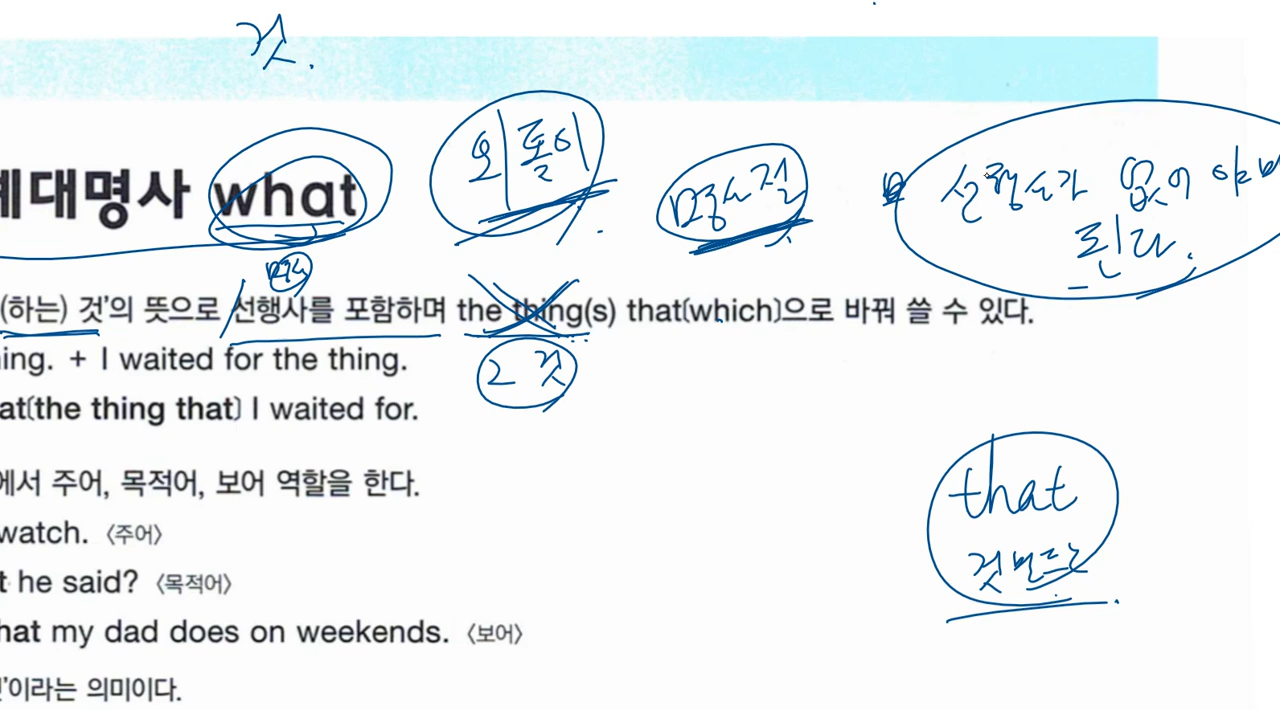 것.
계대명사 what
외톨이
명사절
선행사가 없어야만
된다.
명사
(하는) 것'의 뜻으로 선행사를 포함하며 the thing(s) that(which)으로 바꿔 쓸 수 있다.
ing. + I waited for the thing.
그 것
at(the thing that) I waited for.
에서 주어, 목적어, 보어 역할을 한다.
that
watch. 〈주어〉
것
t he said? 〈목적어〉
hat my dad does on weekends. 〈보어〉
'이라는 의미이다.